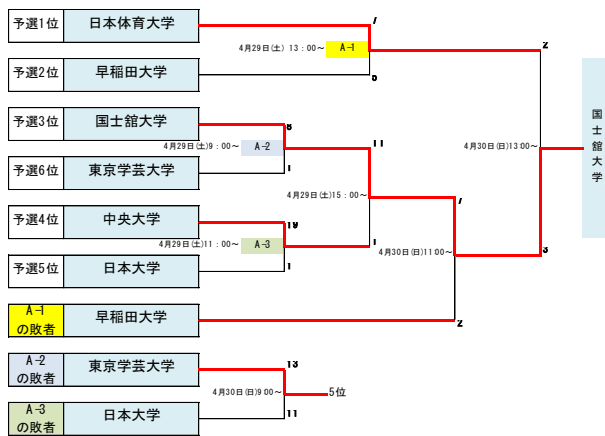 予選1位 日本体育大学
7
4月29日(土) 13:00～ A-1
2
予選2位 早稲田大学
予選3位 国士舘大学
8
4月29日(土)9:00～ A-2
11
4月30日(日)13:00～
国士舘大学
予選6位 東京学芸大学
1
4月29日(土)15:00～
7
予選4位 中央大学
19
4月29日(土)11:00～ A-3
1
4月30日(日)11:00～
3
予選5位 日本大学
1
A-1
の敗者
早稲田大学
2
A-2
の敗者
東京学芸大学
13
4月30日(日)9:00～
5位
A-3
の敗者
日本大学
11